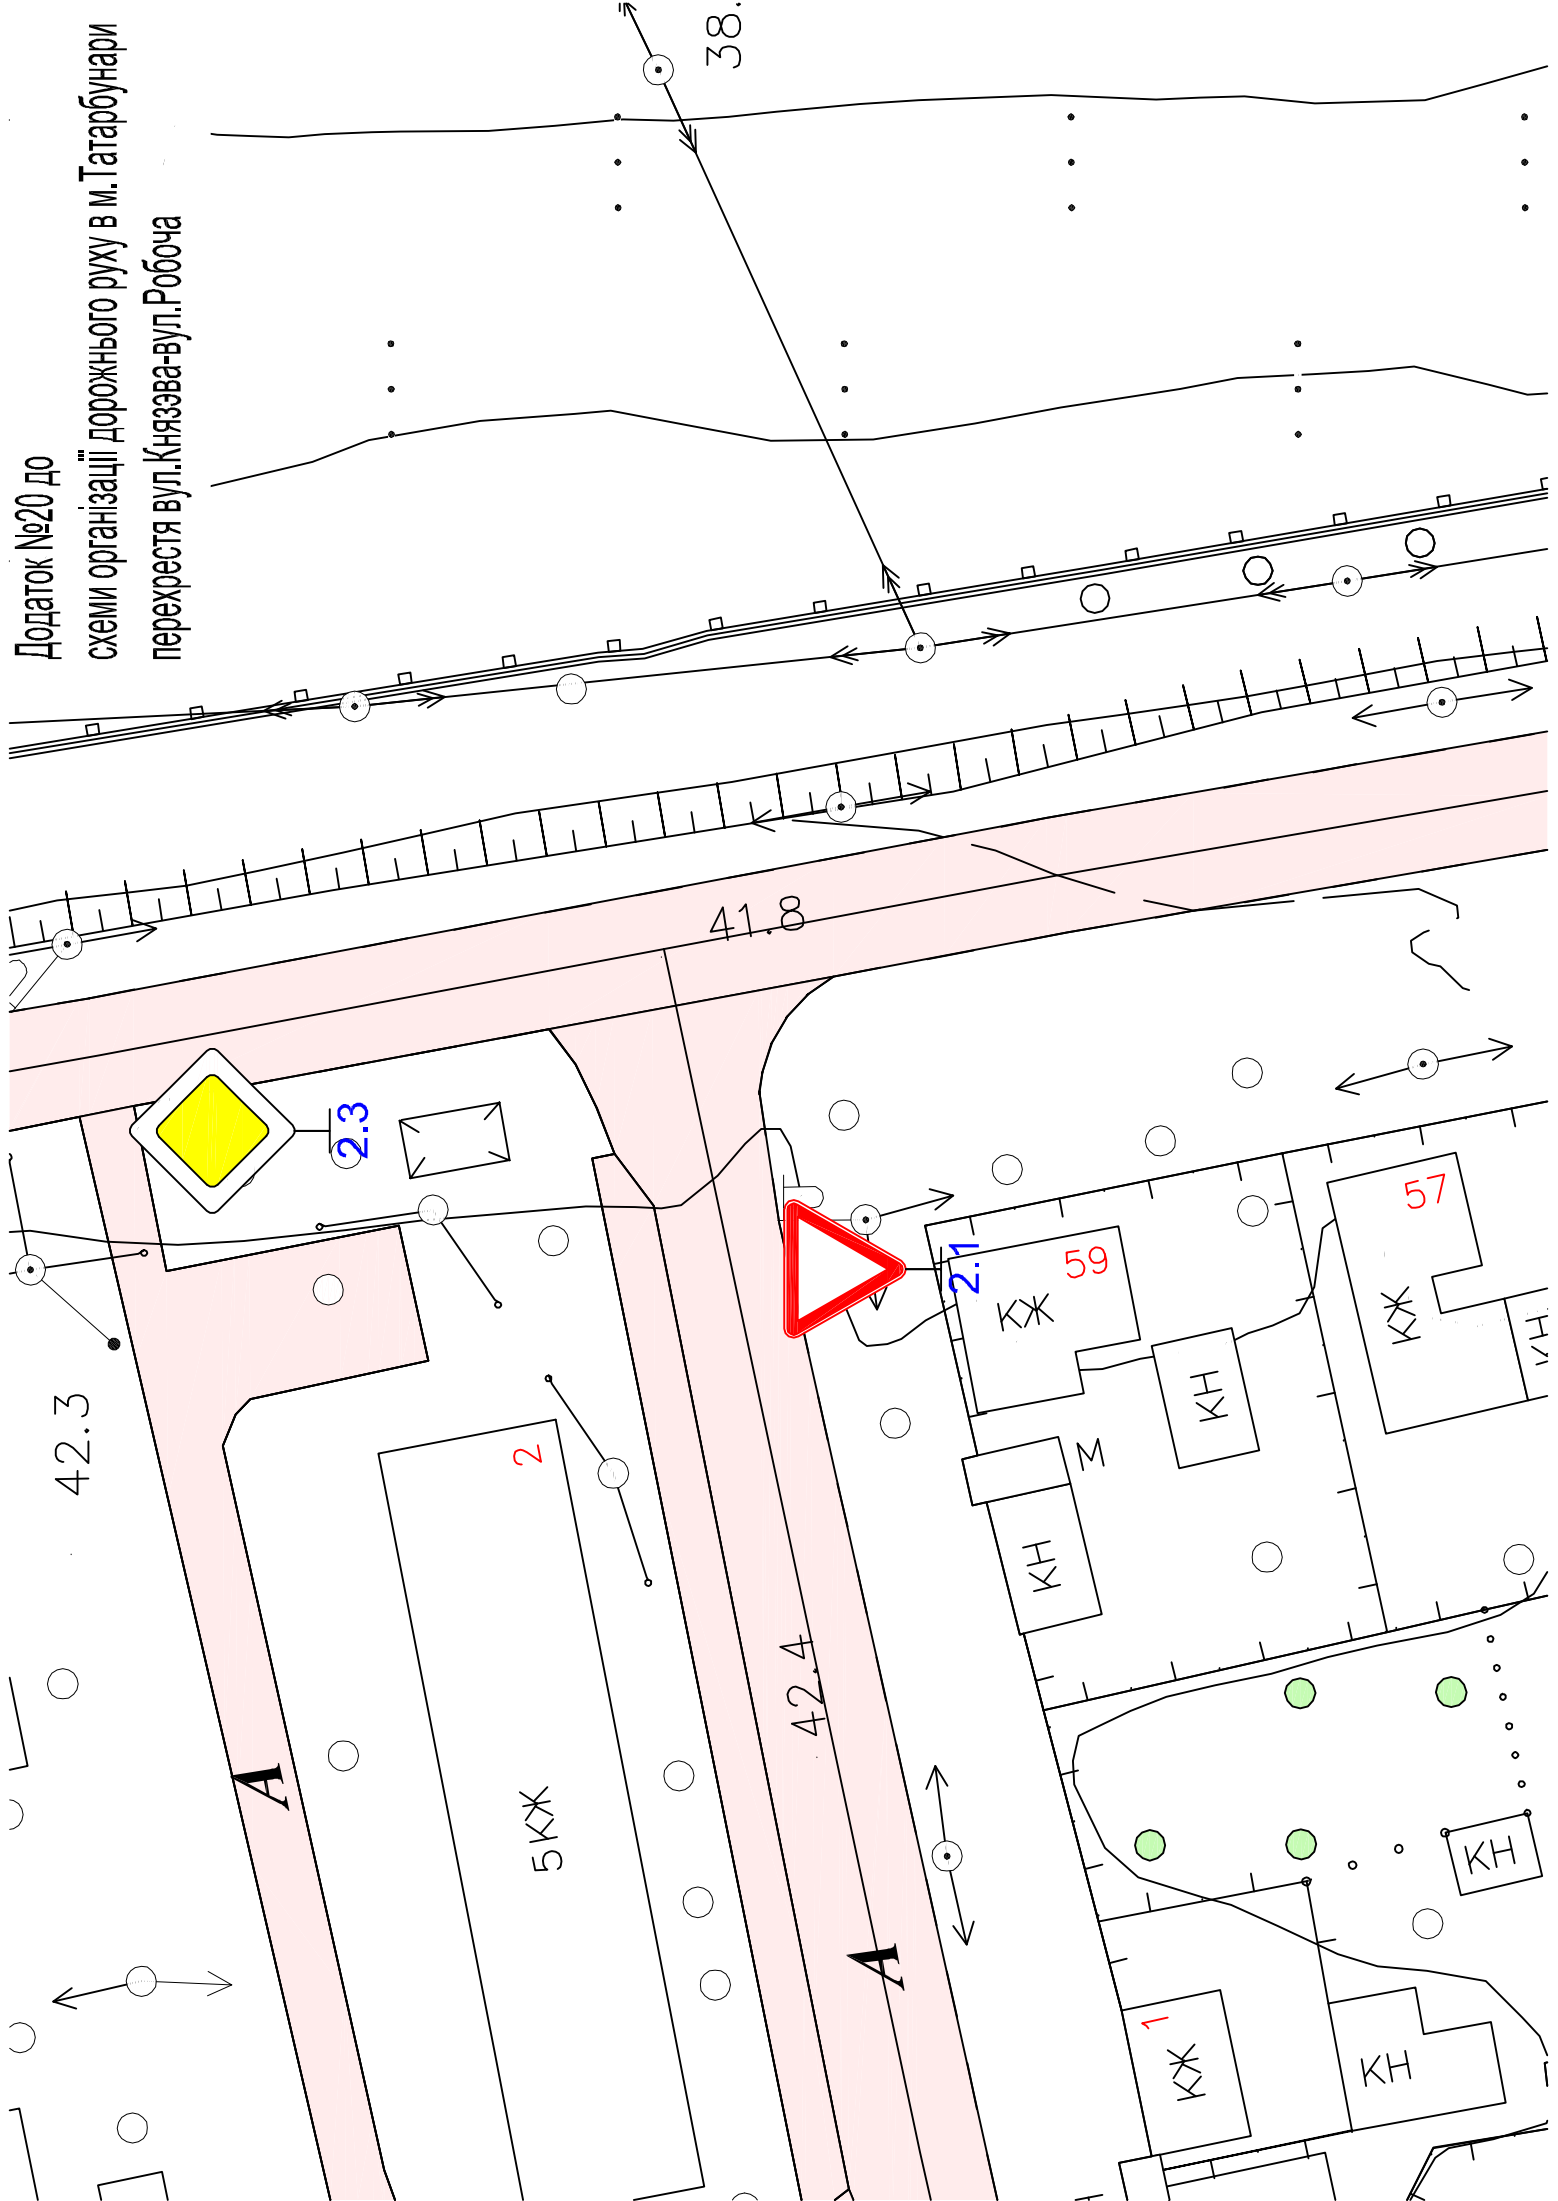 Додаток №20 до
схеми організації дорожнього руху в м.Татарбунари
перехрестя вул.Князєва-вул.Робоча
38.
41.8
2.3
2.1
59
57
КЖ
КЖ
КН
КН
42.3
2
М
КН
42.4
А
5КЖ
КН
А
1
КЖ
КН